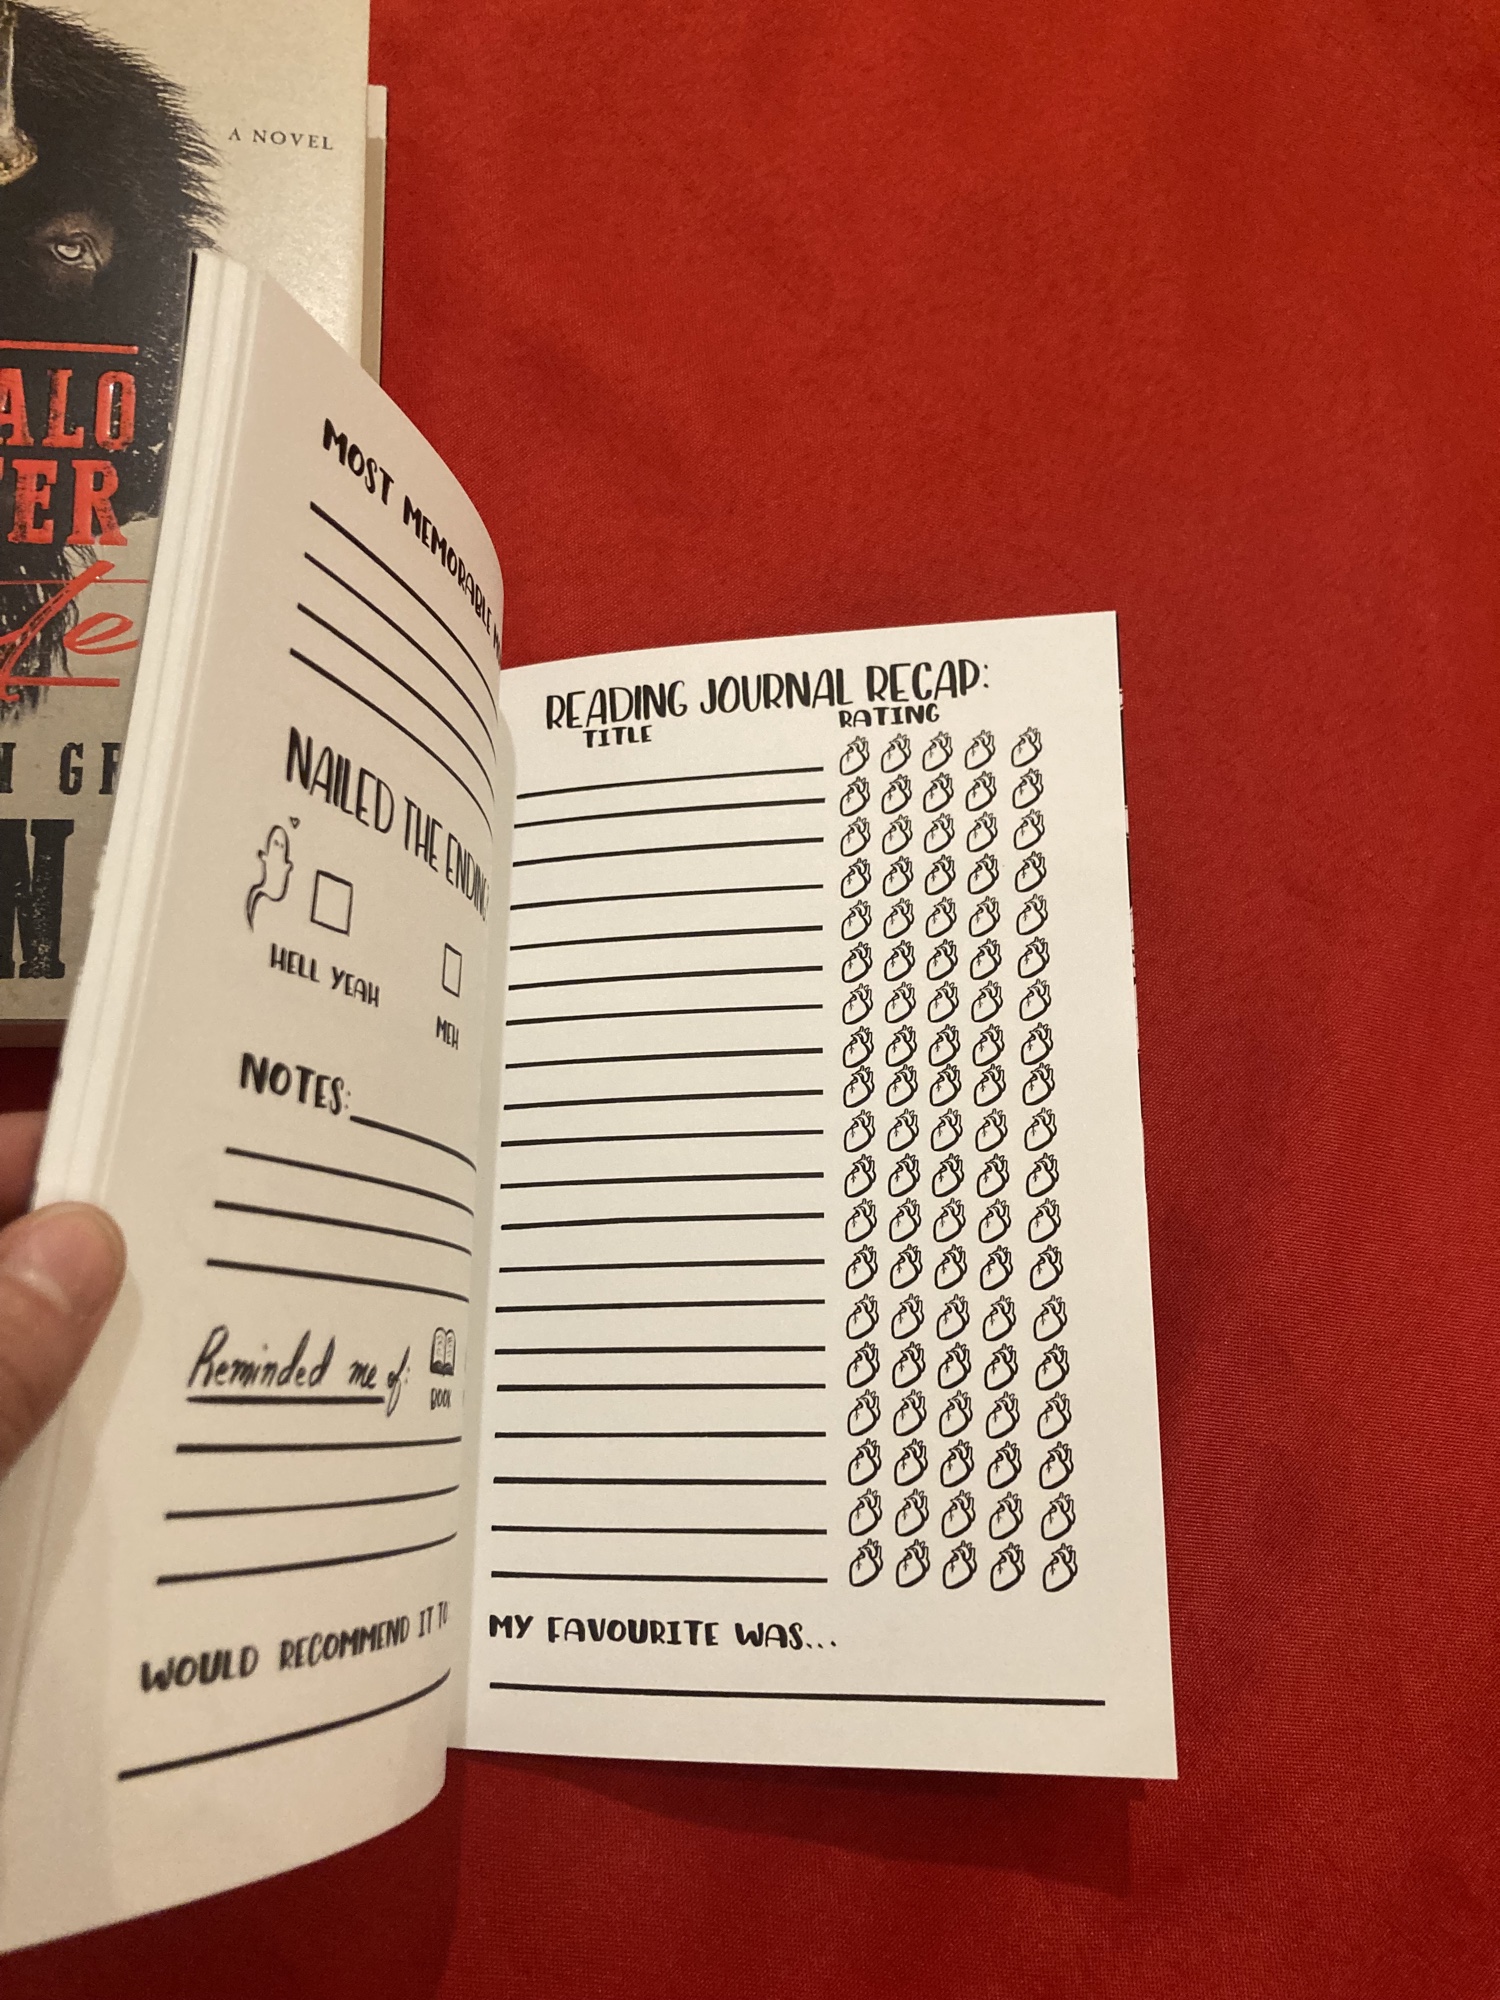 A NOVEL
MOST MEMORABLE
NAILED THE ENDING:
HELL YEAH
MEH
NOTES:
Reminded me of:
BOOK
WOULD RECOMMEND IT TO
READING JOURNAL RECAP:
TITLE RATING
MY FAVOURITE WAS...